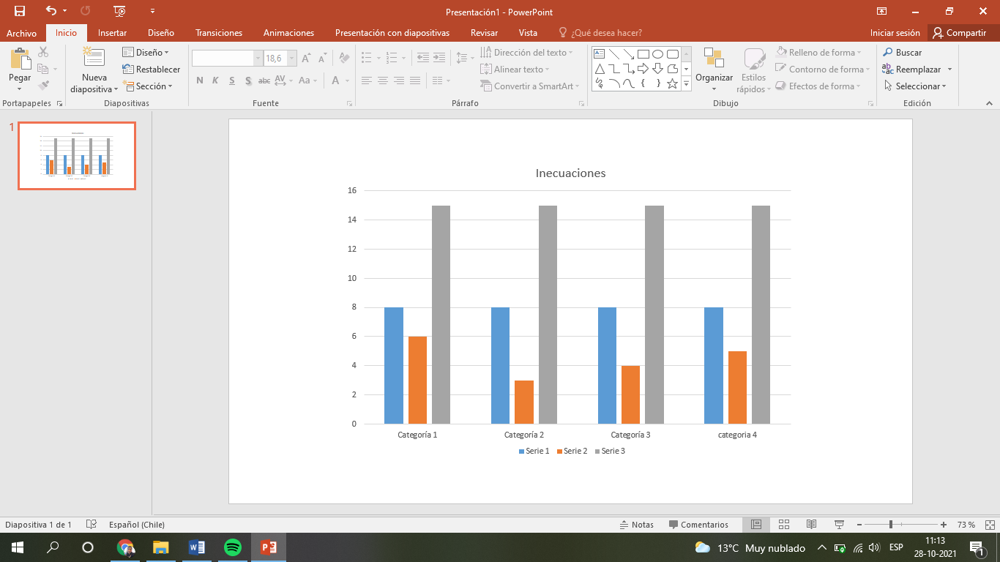 Presentación1 - PowerPoint
Archivo Inicio Insertar Diseño Transiciones Animaciones Presentación con diapositivas Revisar Vista ¿Qué desea hacer? Iniciar sesión Compartir
Pegar
Portapapeles
Nueva diapositiva
Diseño
Restablecer
Sección
Diapositivas
18,6
N K S S abc AV Aa A
Fuente
Dirección del texto
Alinear texto
Convertir a SmartArt
Párrafo
Organizar
Estilos rápidos
Relleno de forma
Contorno de forma
Efectos de forma
Dibujo
Buscar
Reemplazar
Seleccionar
Edición
1
Inecuaciones
16
14
12
10
8
6
4
2
0
Categoría 1 Categoría 2 Categoría 3 categoria 4
Serie 1 Serie 2 Serie 3
Diapositiva 1 de 1 Español (Chile) Notas Comentarios 73 %
13°C Muy nublado ESP 11:13
28-10-2021
1